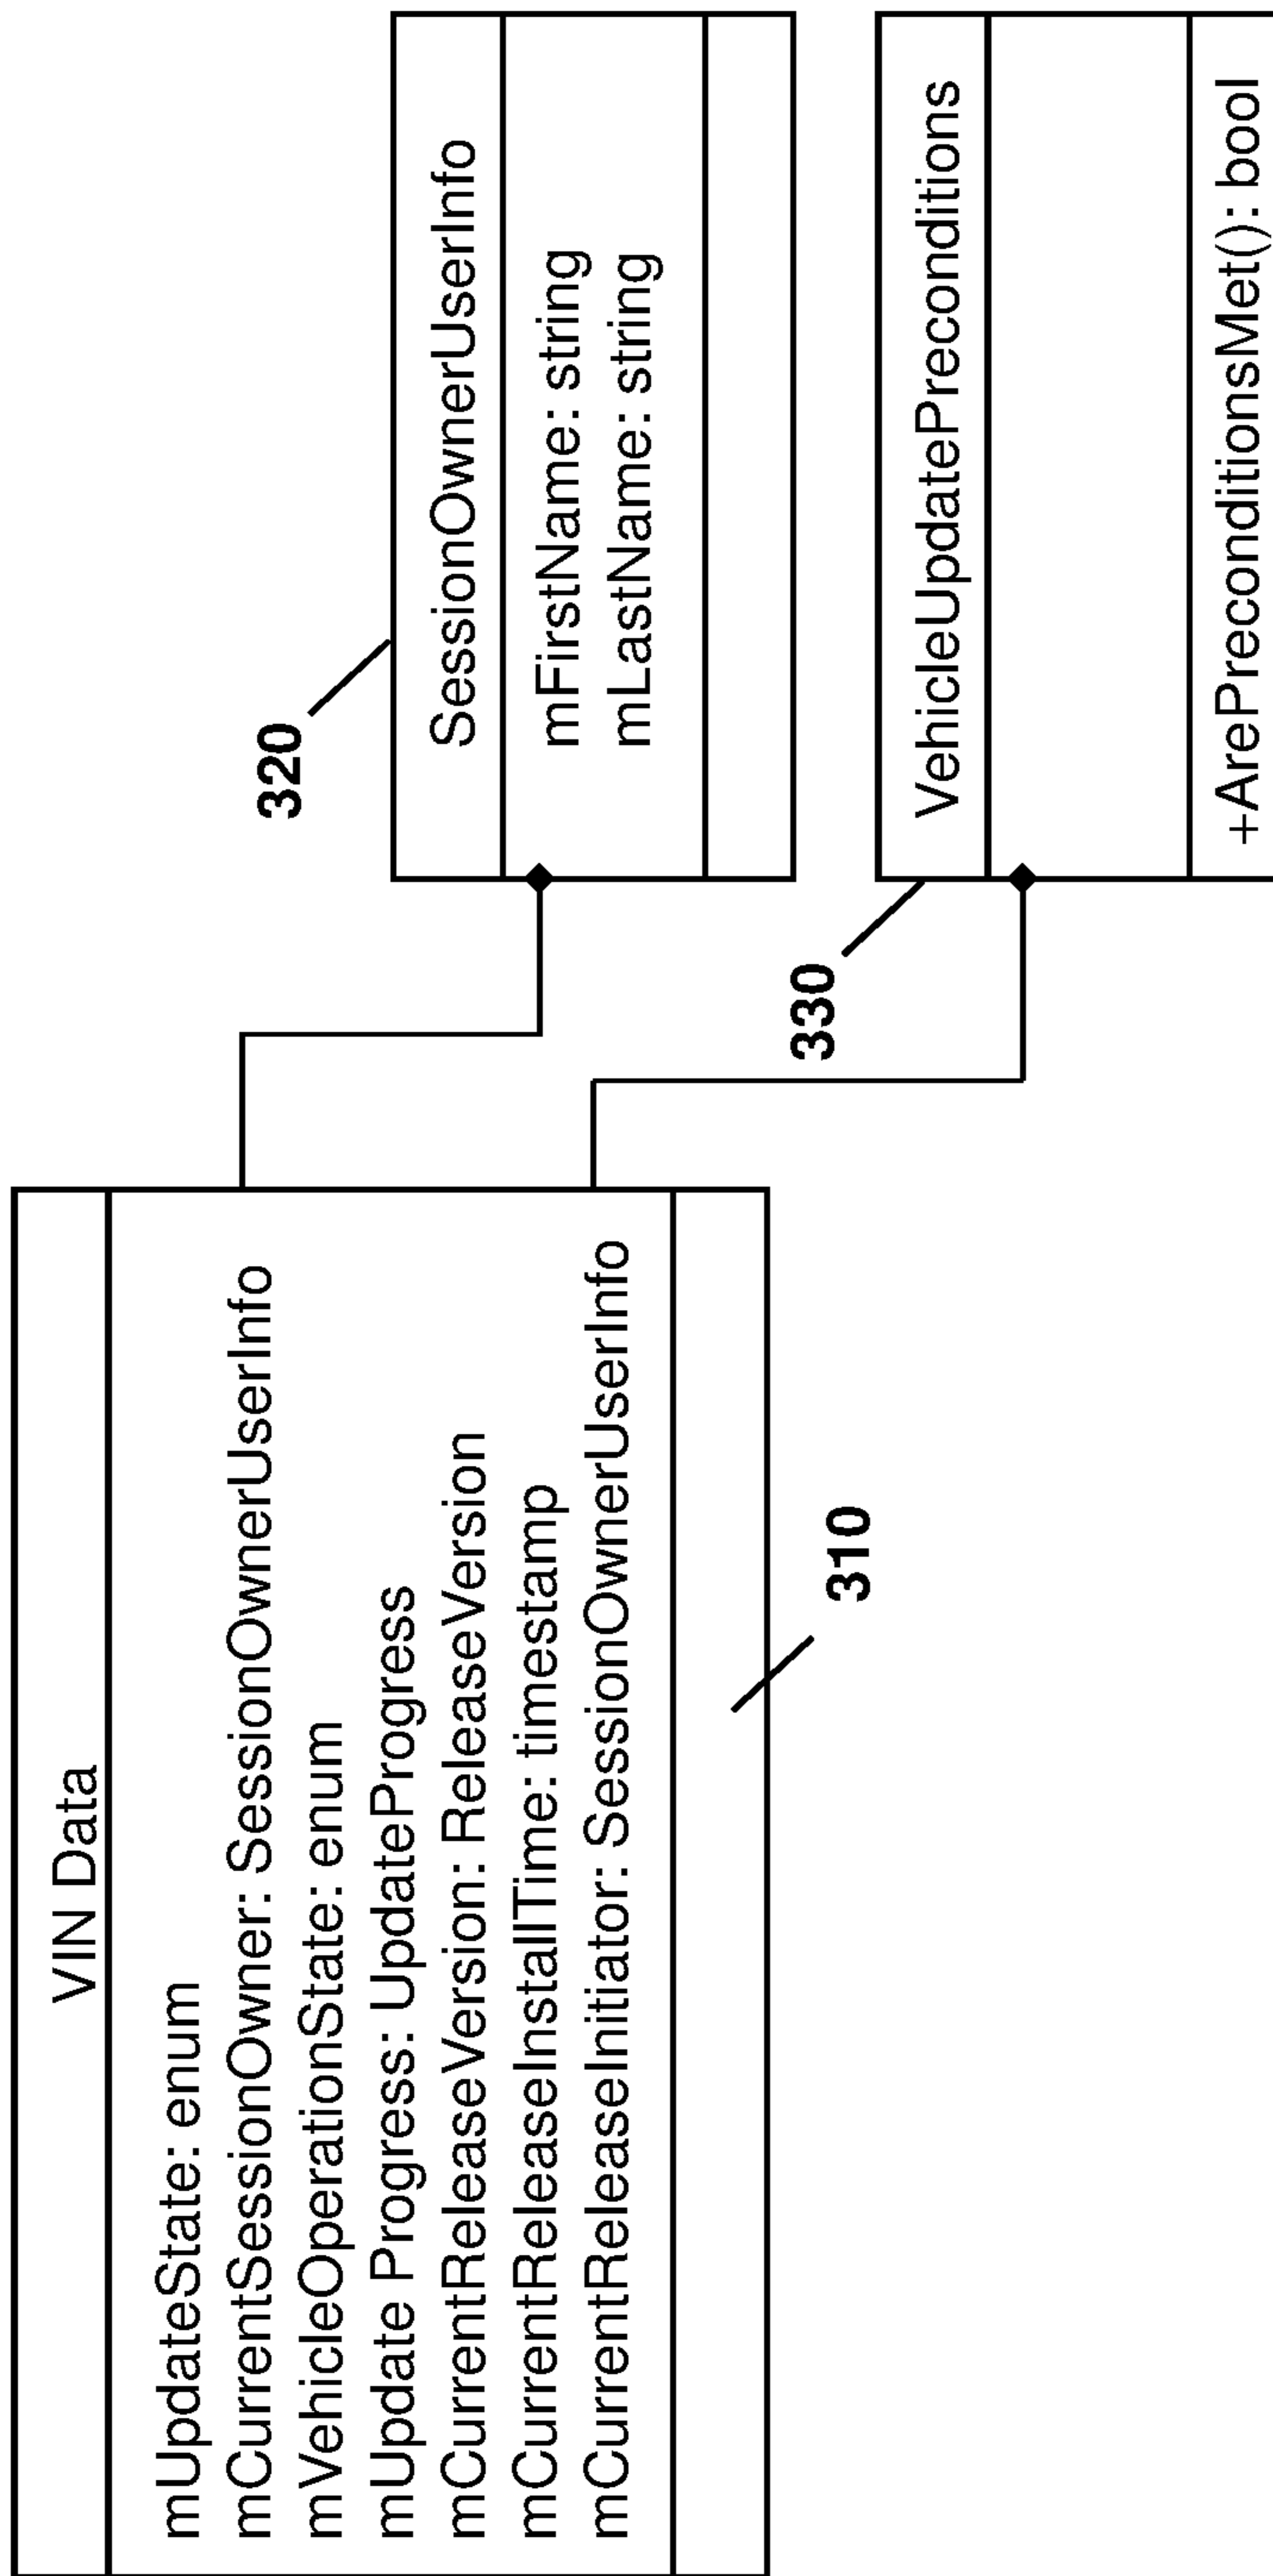 VIN Data
mUpdateState: enum
mCurrentSessionOwner: SessionOwnerUserInfo
mVehicleOperationState: enum
mUpdate Progress: UpdateProgress
mCurrentReleaseVersion: ReleaseVersion
mCurrentReleaseInstallTime: timestamp
mCurrentReleaseInitiator: SessionOwnerUserInfo
310
320
SessionOwnerUserInfo
mFirstName: string
mLastName: string
330
VehicleUpdatePreconditions
+ArePreconditionsMet(): bool